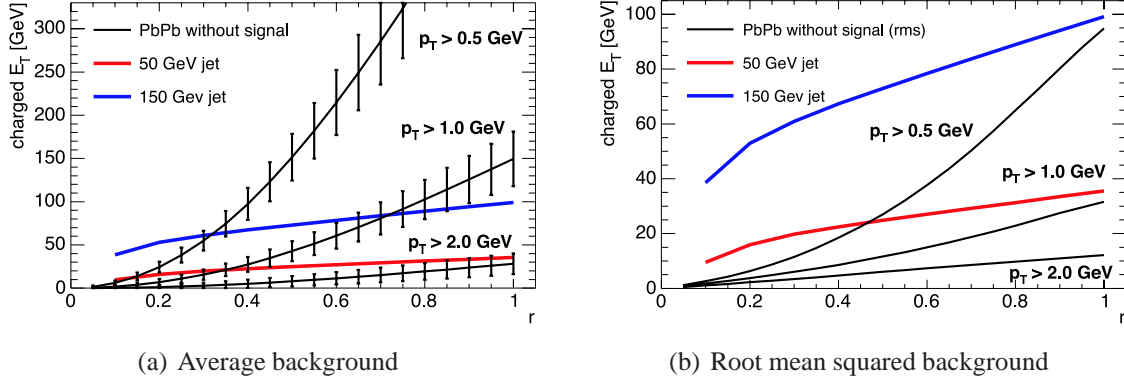 charged E_T [GeV]
300
250
200
150
100
50
0
0
0.2
0.4
0.6
0.8
1
r
PbPb without signal
50 GeV jet
150 Gev jet
p_T > 0.5 GeV
p_T > 1.0 GeV
p_T > 2.0 GeV
(a) Average background
charged E_T [GeV]
100
80
60
40
20
0
0
0.2
0.4
0.6
0.8
1
r
PbPb without signal (rms)
50 GeV jet
150 Gev jet
p_T > 0.5 GeV
p_T > 1.0 GeV
p_T > 2.0 GeV
(b) Root mean squared background